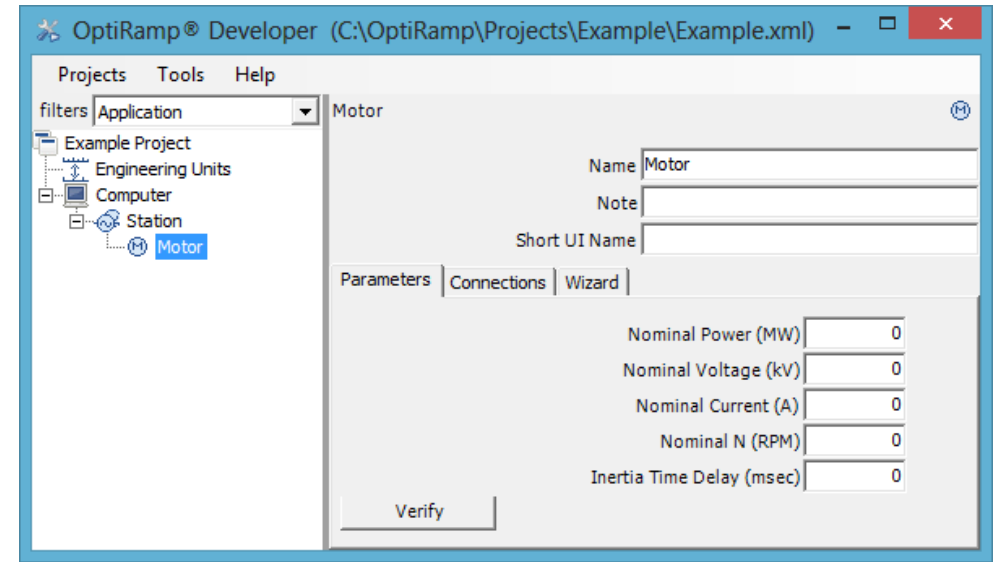 OptiRamp® Developer (C:\OptiRamp\Projects\Example\Example.xml)
Projects Tools Help
filters Application
Example Project
Engineering Units
Computer
Station
M Motor
Motor M
Name Motor
Note
Short UI Name
Parameters Connections Wizard
Nominal Power (MW) 0
Nominal Voltage (kV) 0
Nominal Current (A) 0
Nominal N (RPM) 0
Inertia Time Delay (msec) 0
Verify